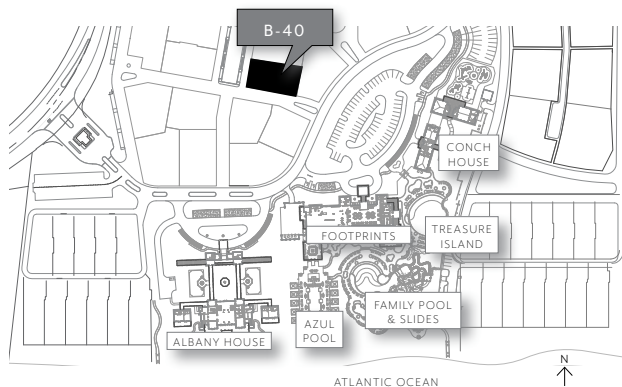 B-40
CONCH
HOUSE
FOOTPRINTS
TREASURE
ISLAND
FAMILY POOL
& SLIDES
AZUL
POOL
ALBANY HOUSE
N
ATLANTIC OCEAN